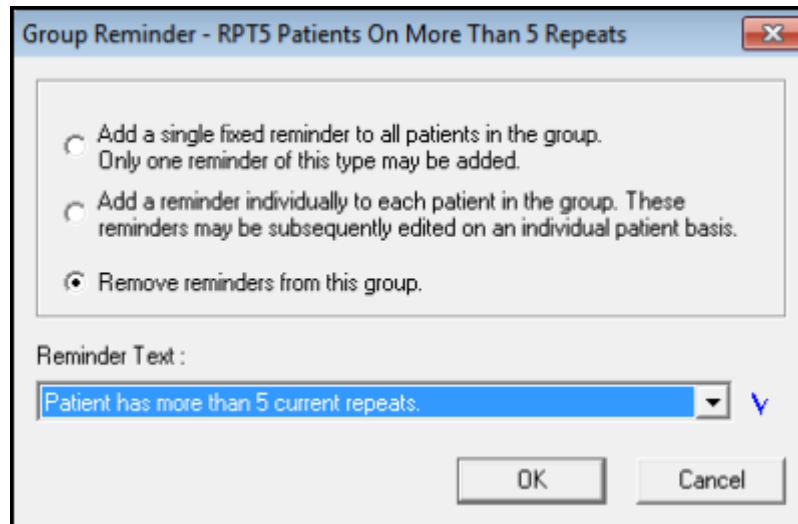 Group Reminder - RPT5 Patients On More Than 5 Repeats
Add a single fixed reminder to all patients in the group.
Only one reminder of this type may be added.
Add a reminder individually to each patient in the group. These
reminders may be subsequently edited on an individual patient basis.
Remove reminders from this group.
Reminder Text :
Patient has more than 5 current repeats.
OK Cancel